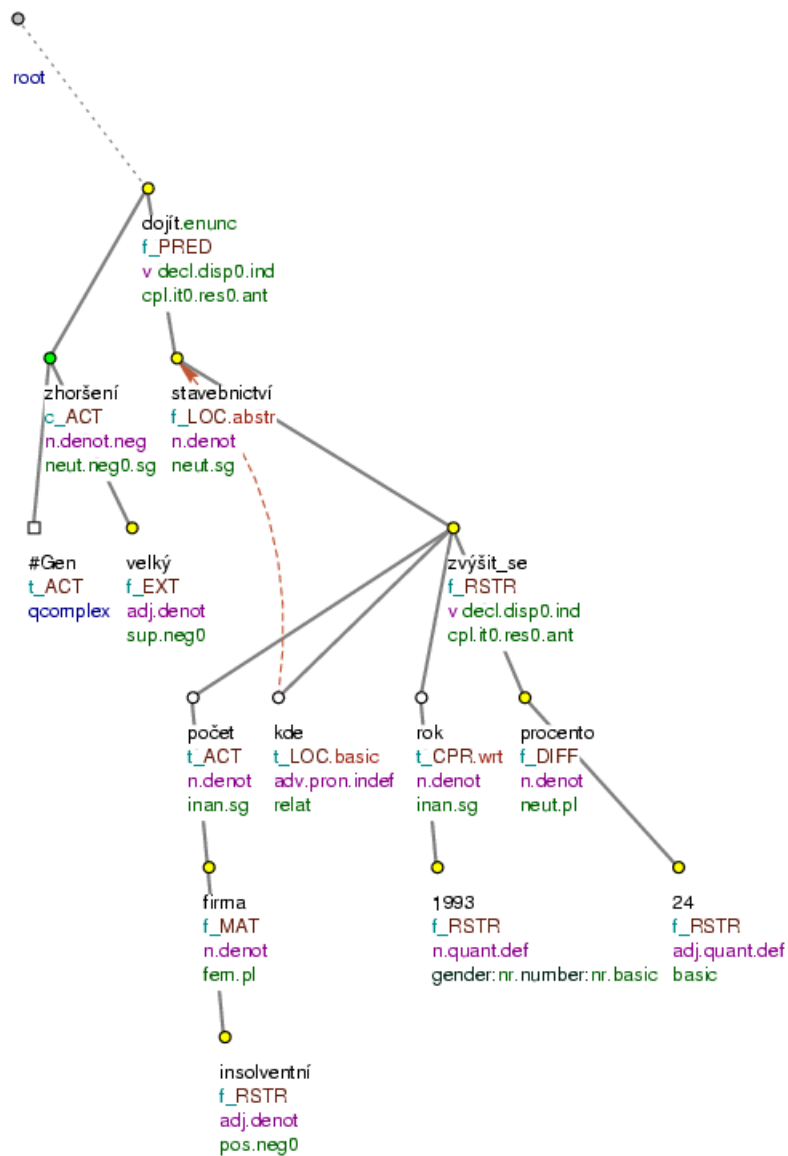 root
dojít.enunc
f_PRED
v decl.disp0.ind
cpl.it0.res0.ant
zhoršení
c_ACT
n.denot.neg
neut.neg0.sg
stavebnictví
f_LOC.abstr
n.denot
neut.sg
#Gen
t_ACT
qcomplex
velký
f_EXT
adj.denot
sup.neg0
zvýšit_se
f_RSTR
v decl.disp0.ind
cpl.it0.res0.ant
počet
t_ACT
n.denot
inan.sg
kde
t_LOC.basic
adv.pron.indef
relat
rok
t_CPR.wrt
n.denot
inan.sg
procento
f_DIFF
n.denot
neut.pl
firma
f_MAT
n.denot
fem.pl
1993
f_RSTR
n.quant.def
gender:nr.number:nr.basic
24
f_RSTR
adj.quant.def
basic
insolventní
f_RSTR
adj.denot
pos.neg0